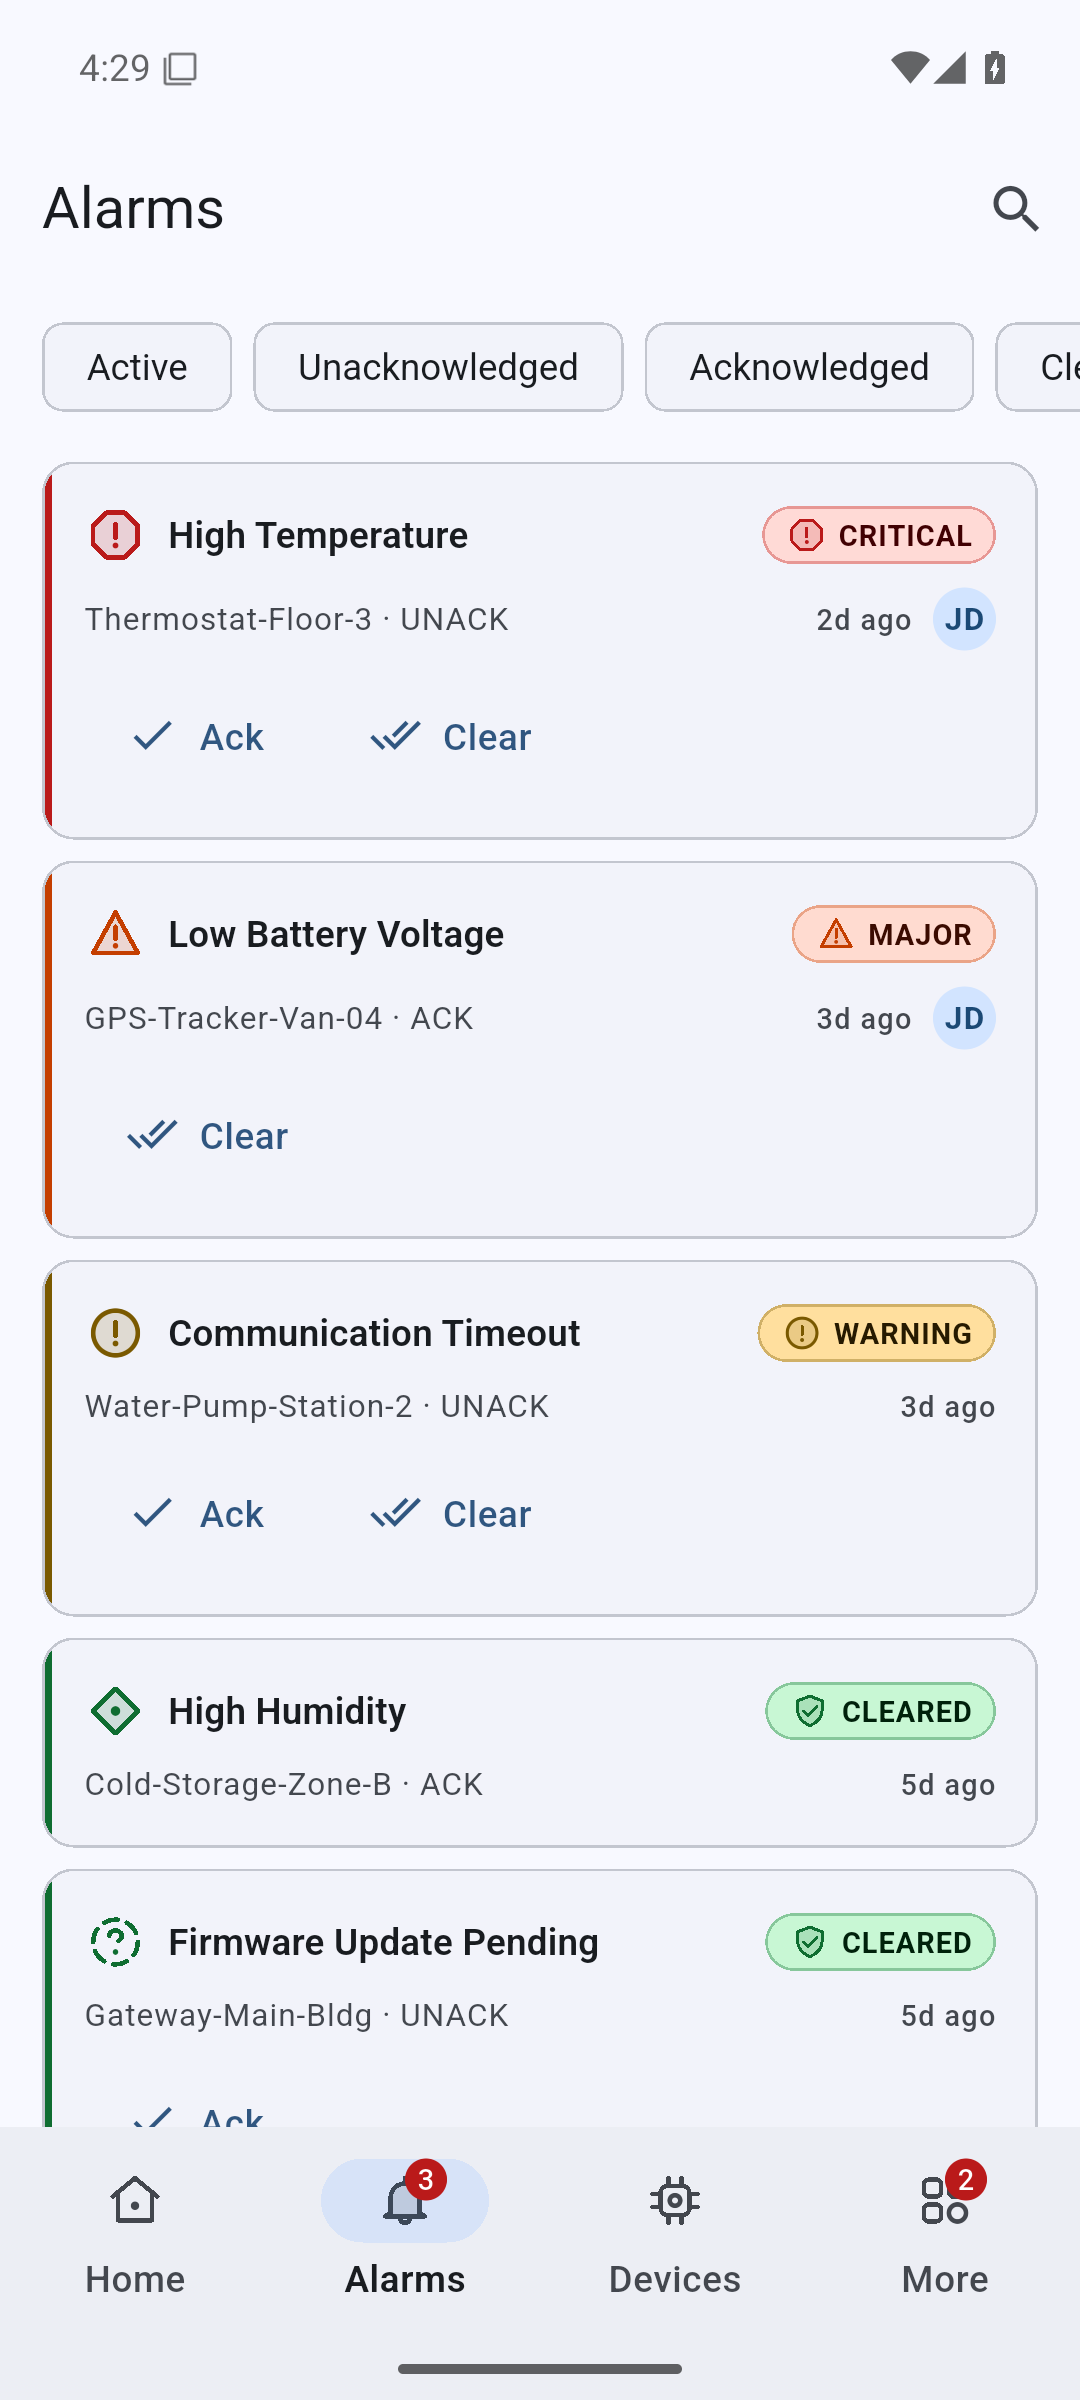 4:29
Alarms
Active
Unacknowledged
Acknowledged
Cle
High Temperature
CRITICAL
Thermostat-Floor-3 · UNACK
2d ago
JD
Ack
Clear
Low Battery Voltage
MAJOR
GPS-Tracker-Van-04 · ACK
3d ago
JD
Clear
Communication Timeout
WARNING
Water-Pump-Station-2 · UNACK
3d ago
Ack
Clear
High Humidity
CLEARED
Cold-Storage-Zone-B · ACK
5d ago
Firmware Update Pending
CLEARED
Gateway-Main-Bldg · UNACK
5d ago
Ack
3
2
Home
Alarms
Devices
More